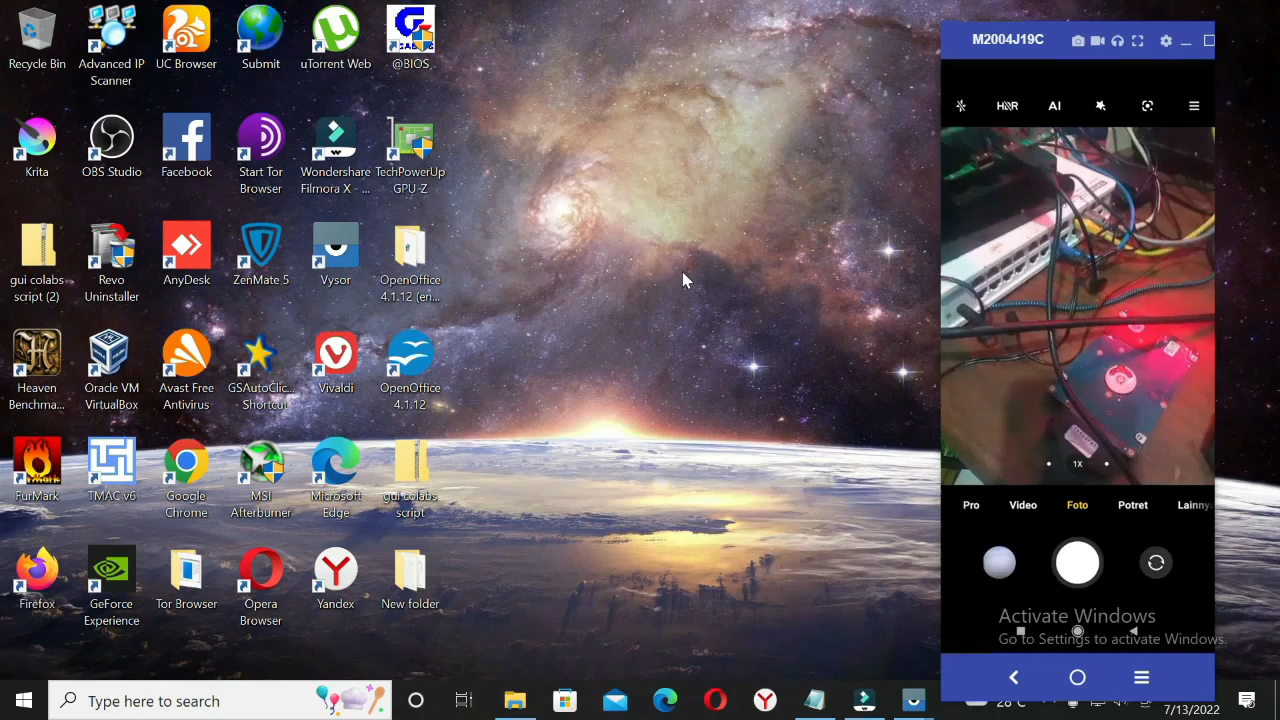 Recycle Bin
Advanced IP
Scanner
UC Browser
Submit
uTorrent Web
@BIOS
Krita
OBS Studio
Facebook
Start Tor
Browser
Wondershare
Filmora X - ...
TechPowerUp
GPU-Z
gui colabs
script (2)
Revo
Uninstaller
AnyDesk
ZenMate 5
Vysor
OpenOffice
4.1.12 (en...
Heaven
Benchma...
Oracle VM
VirtualBox
Avast Free
Antivirus
GSAutoClic...
- Shortcut
Vivaldi
OpenOffice
4.1.12
FurMark
TMAC v6
Google
Chrome
MSI
Afterburner
Microsoft
Edge
gui colabs
script
Firefox
GeForce
Experience
Tor Browser
Opera
Browser
Yandex
New folder
M2004J19C
HDR
AI
1X
Pro
Video
Foto
Potret
Lainny
Activate Windows
Go to Settings to activate Windows.
Type here to search
28°C
7/13/2022